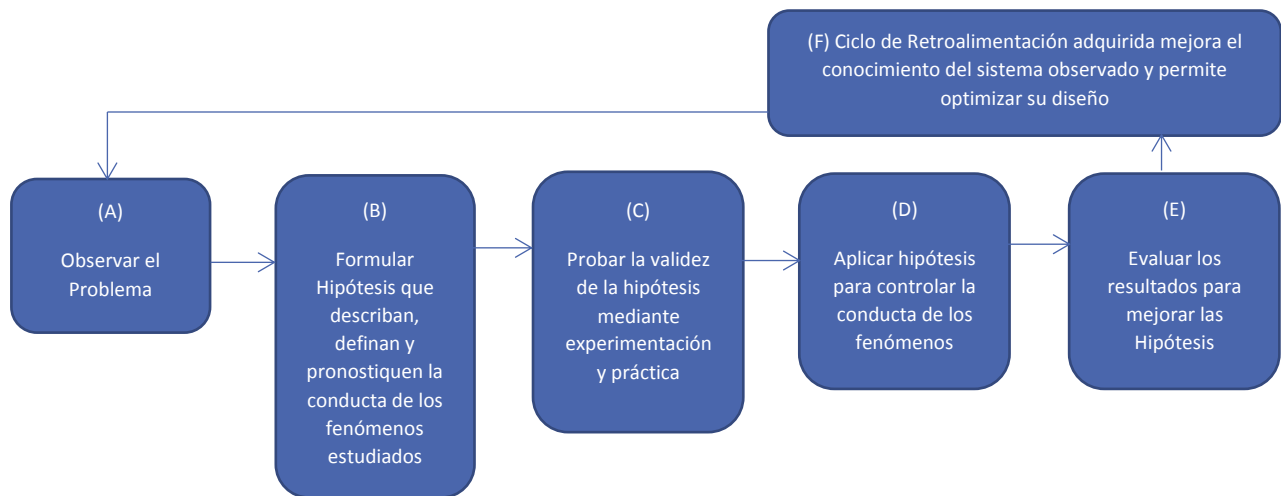 (F) Ciclo de Retroalimentación adquirida mejora el
conocimiento del sistema observado y permite
optimizar su diseño
(A)
Observar el
Problema
(B)
Formular
Hipótesis que
describan,
definan y
pronostiquen la
conducta de los
fenómenos
estudiados
(C)
Probar la validez
de la hipótesis
mediante
experimentación
y práctica
(D)
Aplicar hipótesis
para controlar la
conducta de los
fenómenos
(E)
Evaluar los
resultados para
mejorar las
Hipótesis